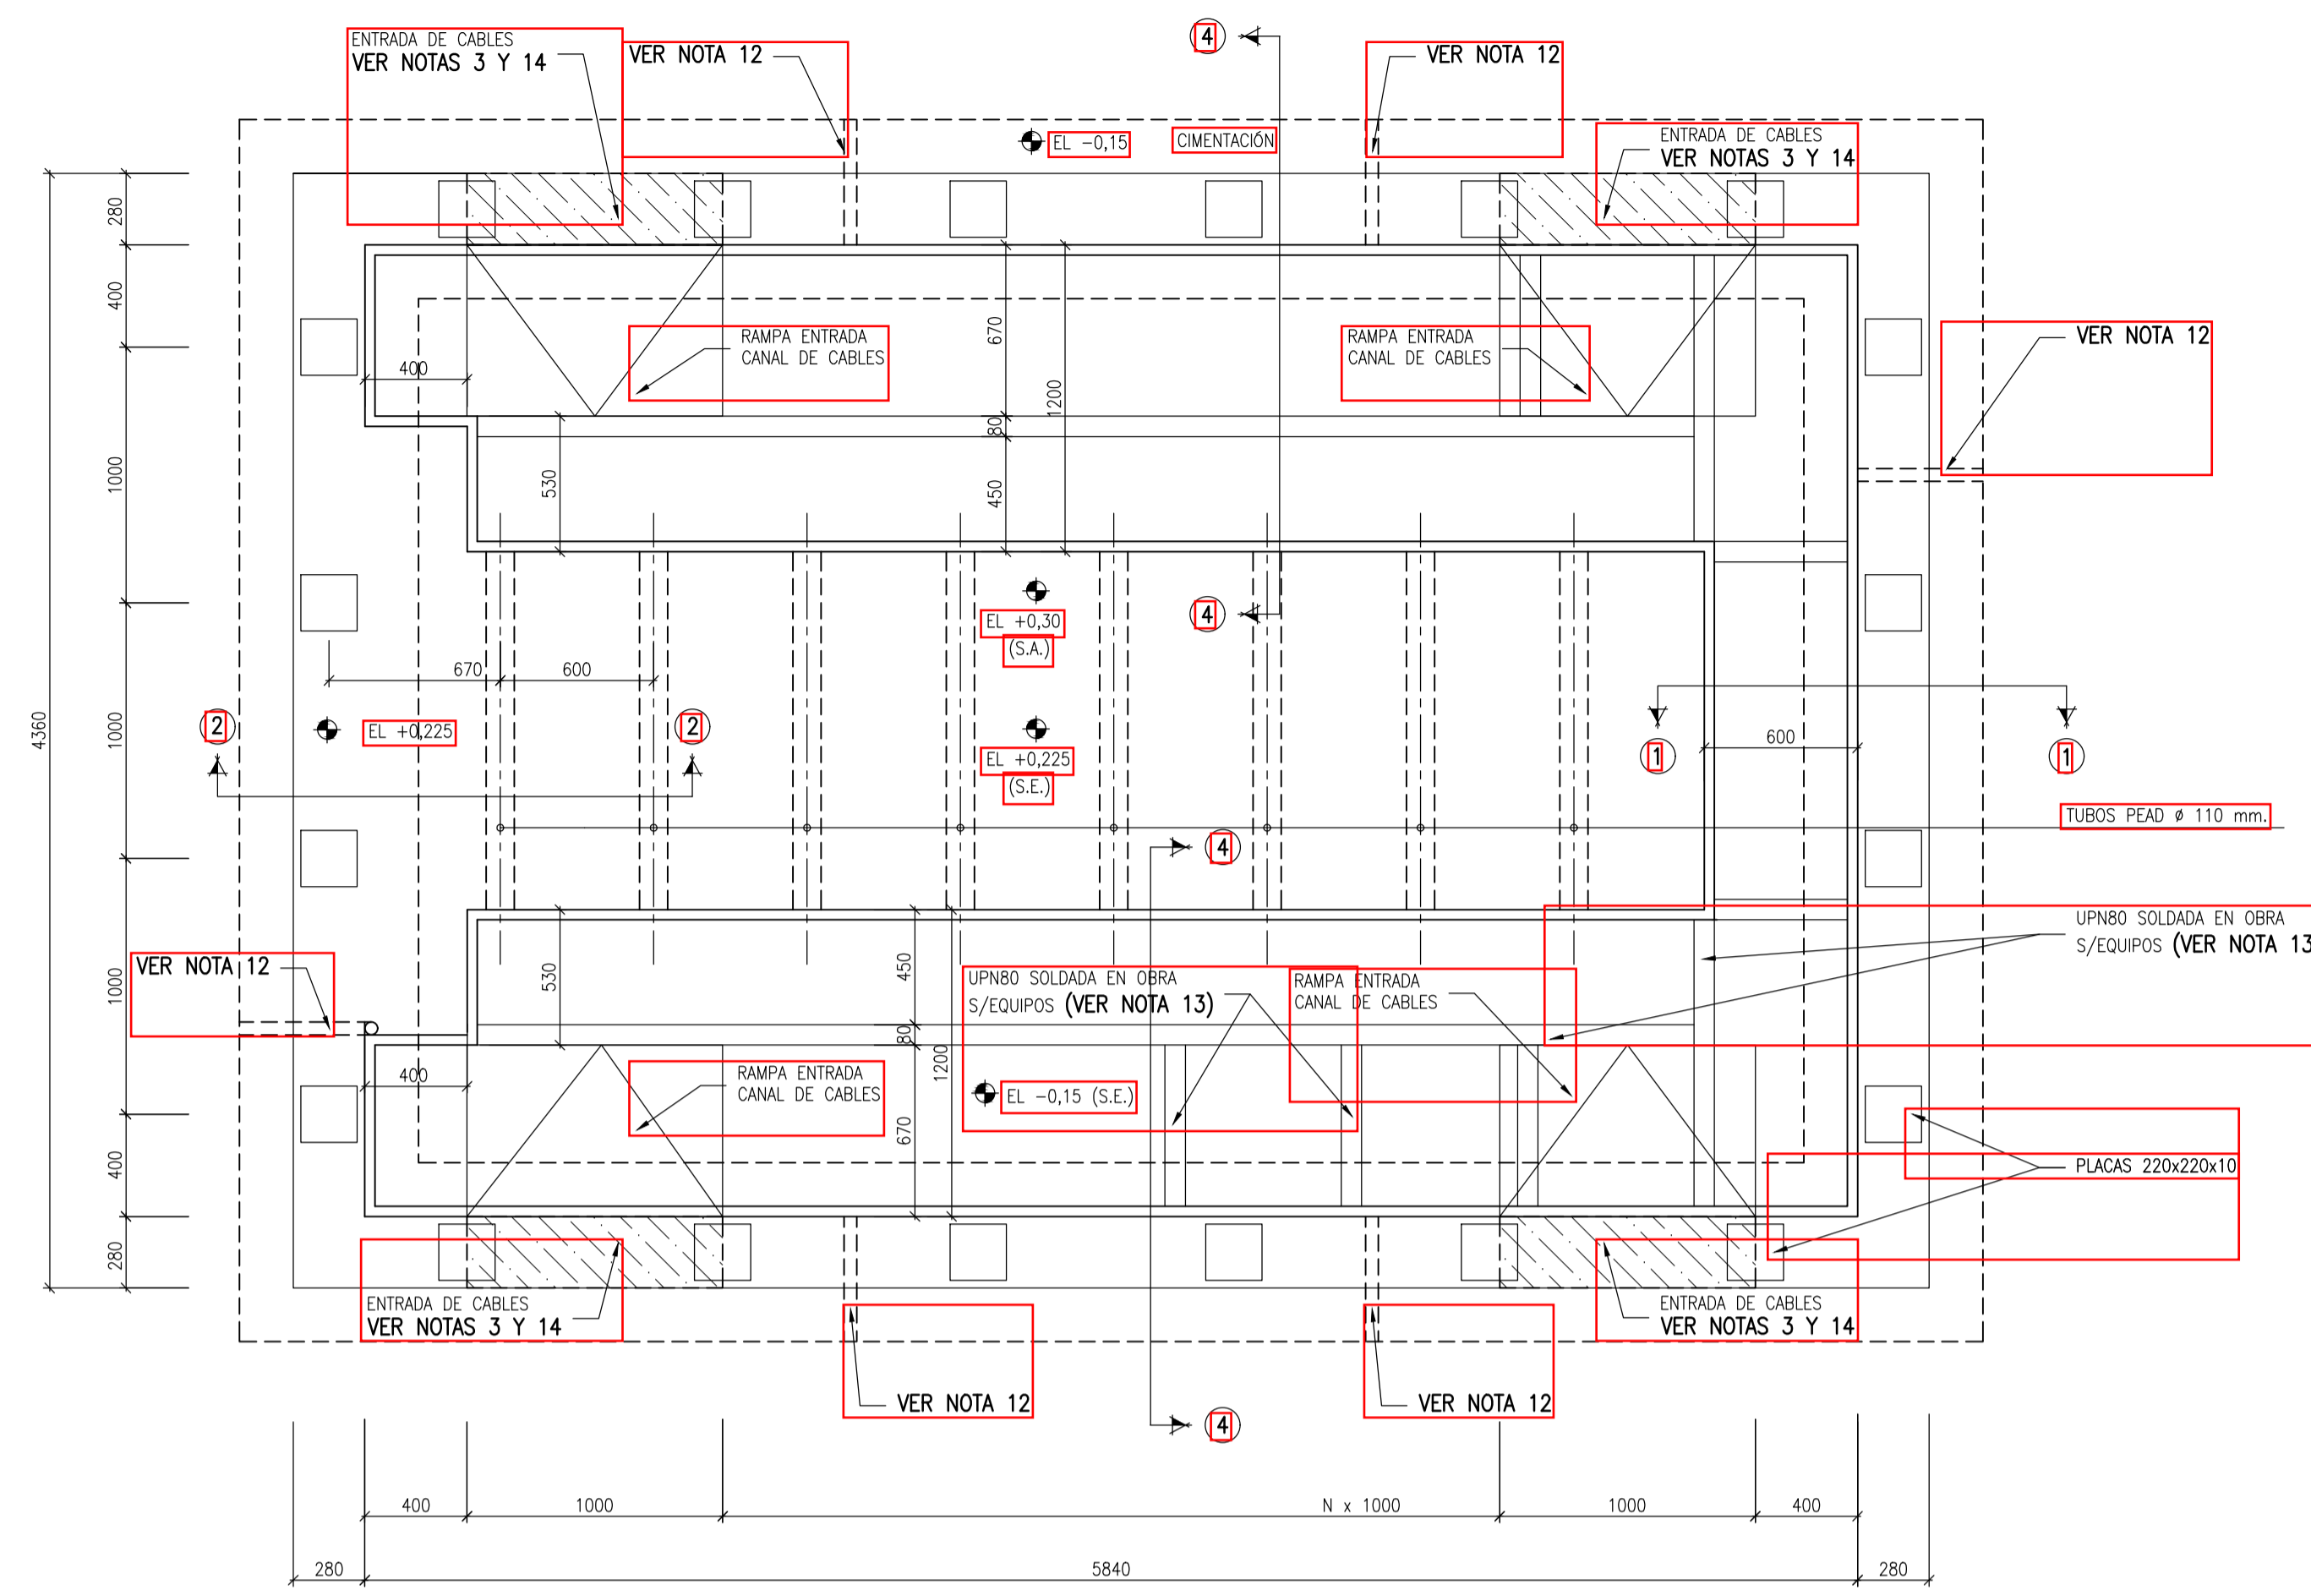 ENTRADA DE CABLES
VER NOTAS 3 Y 14
VER NOTA 12
4
VER NOTA 12
EL -0,15
CIMENTACIÓN
ENTRADA DE CABLES
VER NOTAS 3 Y 14
280
400
1000
1000
1000
400
280
4360
RAMPA ENTRADA
CANAL DE CABLES
670
RAMPA ENTRADA
CANAL DE CABLES
VER NOTA 12
400
1200
80
530
450
EL +0,30
(S.A.)
4
670
600
2
EL +0,225
2
EL +0,225
(S.E.)
1
600
1
TUBOS PEAD ø 110 mm.
4
UPN80 SOLDADA EN OBRA
S/EQUIPOS (VER NOTA 13
VER NOTA 12
530
450
UPN80 SOLDADA EN OBRA
S/EQUIPOS (VER NOTA 13)
RAMPA ENTRADA
CANAL DE CABLES
80
1200
400
RAMPA ENTRADA
CANAL DE CABLES
EL -0,15 (S.E.)
670
PLACAS 220x220x10
ENTRADA DE CABLES
VER NOTAS 3 Y 14
ENTRADA DE CABLES
VER NOTAS 3 Y 14
VER NOTA 12
VER NOTA 12
4
400
1000
N x 1000
1000
400
280
5840
280